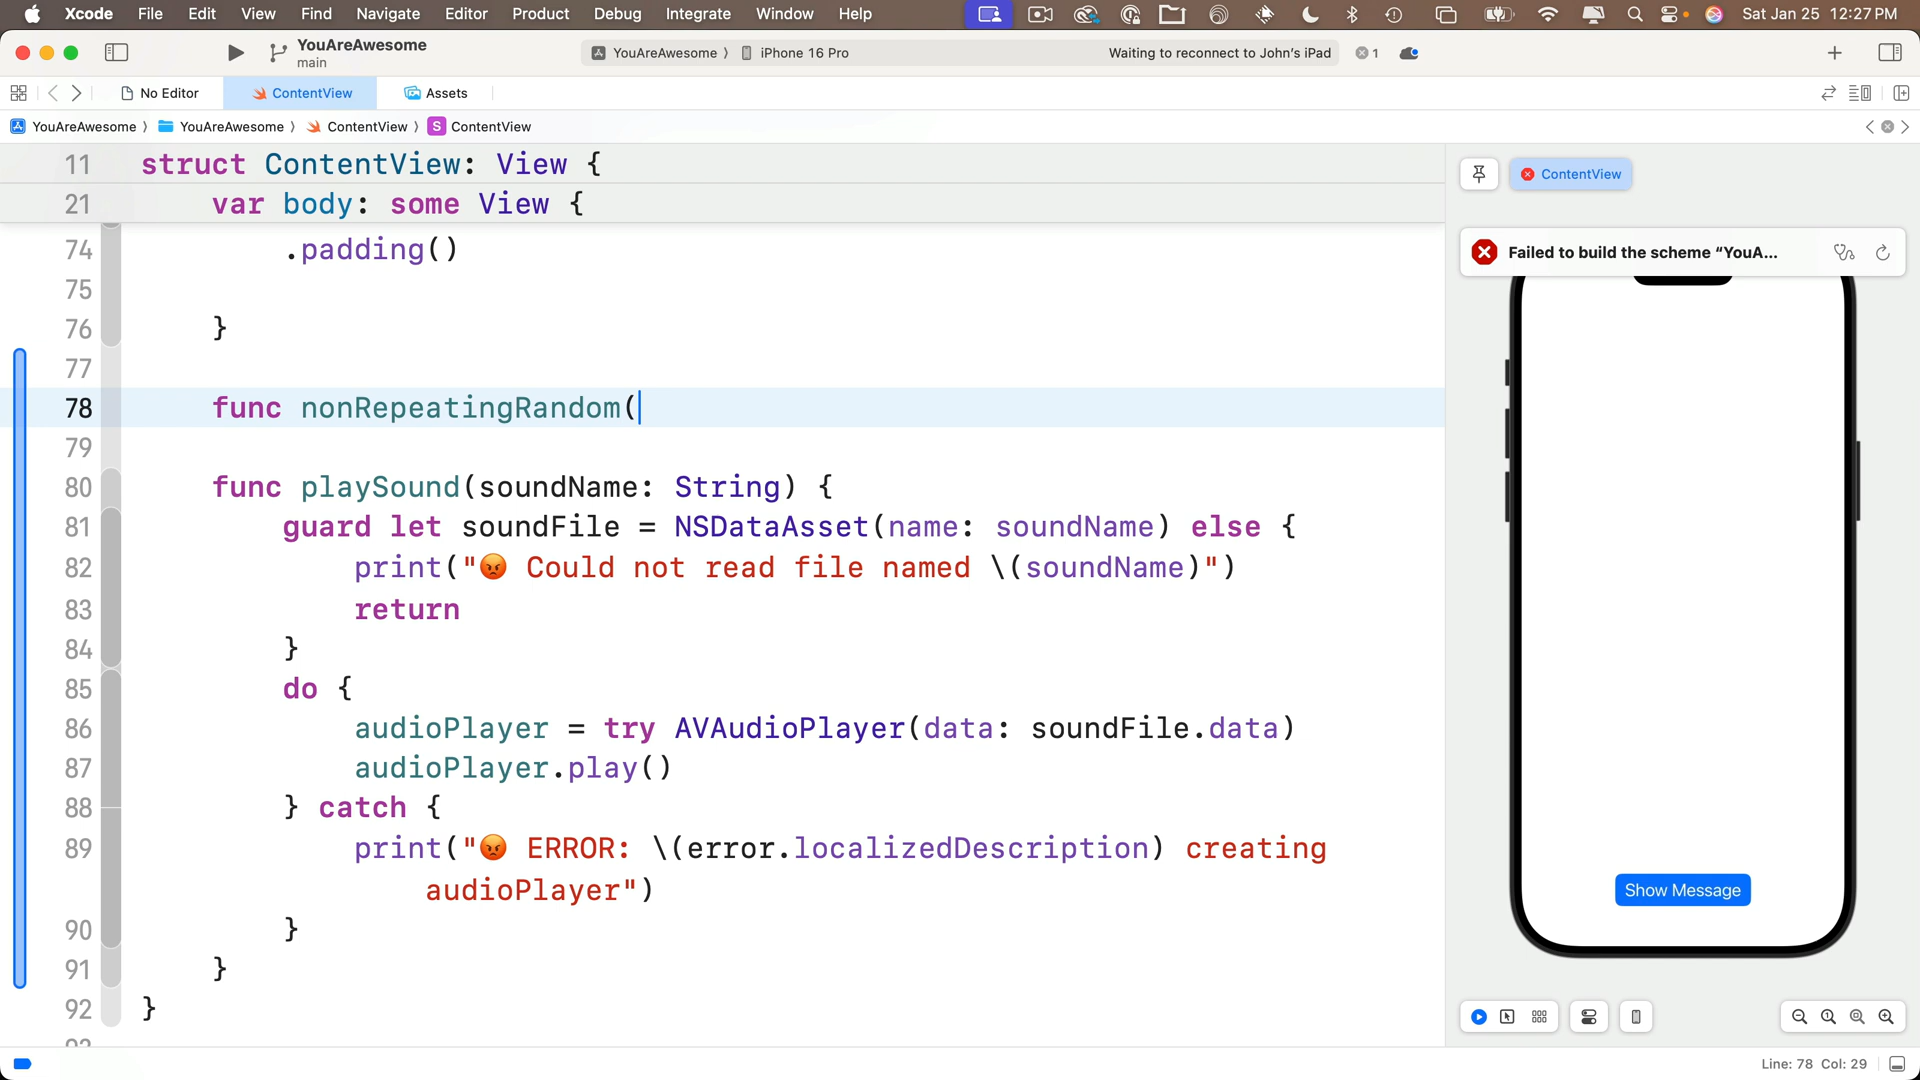 Xcode File Edit View Find Navigate Editor Product Debug Integrate Window Help Sat Jan 25 12:27 PM
YouAreAwesome
main
YouAreAwesome 〉 iPhone 16 Pro Waiting to reconnect to John's iPad 1
No Editor ContentView Assets
YouAreAwesome 〉 YouAreAwesome 〉 ContentView 〉 S ContentView
11 struct ContentView: View {
21 var body: some View {
74 .padding()
75
76 }
77
78 func nonRepeatingRandom(
79
80 func playSound(soundName: String) {
81 guard let soundFile = NSDataAsset(name: soundName) else {
82 print("😡 Could not read file named \(soundName)")
83 return
84 }
85 do {
86 audioPlayer = try AVAudioPlayer(data: soundFile.data)
87 audioPlayer.play()
88 } catch {
89 print("😡 ERROR: \(error.localizedDescription) creating
audioPlayer")
90 }
91 }
92 }
ContentView
Failed to build the scheme “YouA...
Show Message
Line: 78 Col: 29